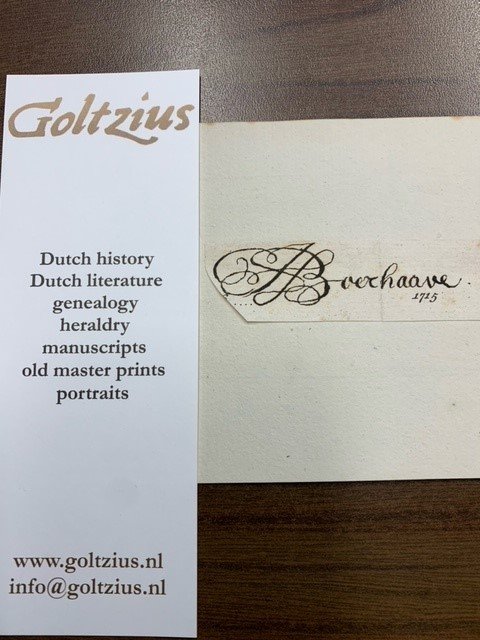 Goltzius
Dutch history
Dutch literature
genealogy
heraldry
manuscripts
old master prints
portraits
www.goltzius.nl
info@goltzius.nl
Boerhaave.
1715